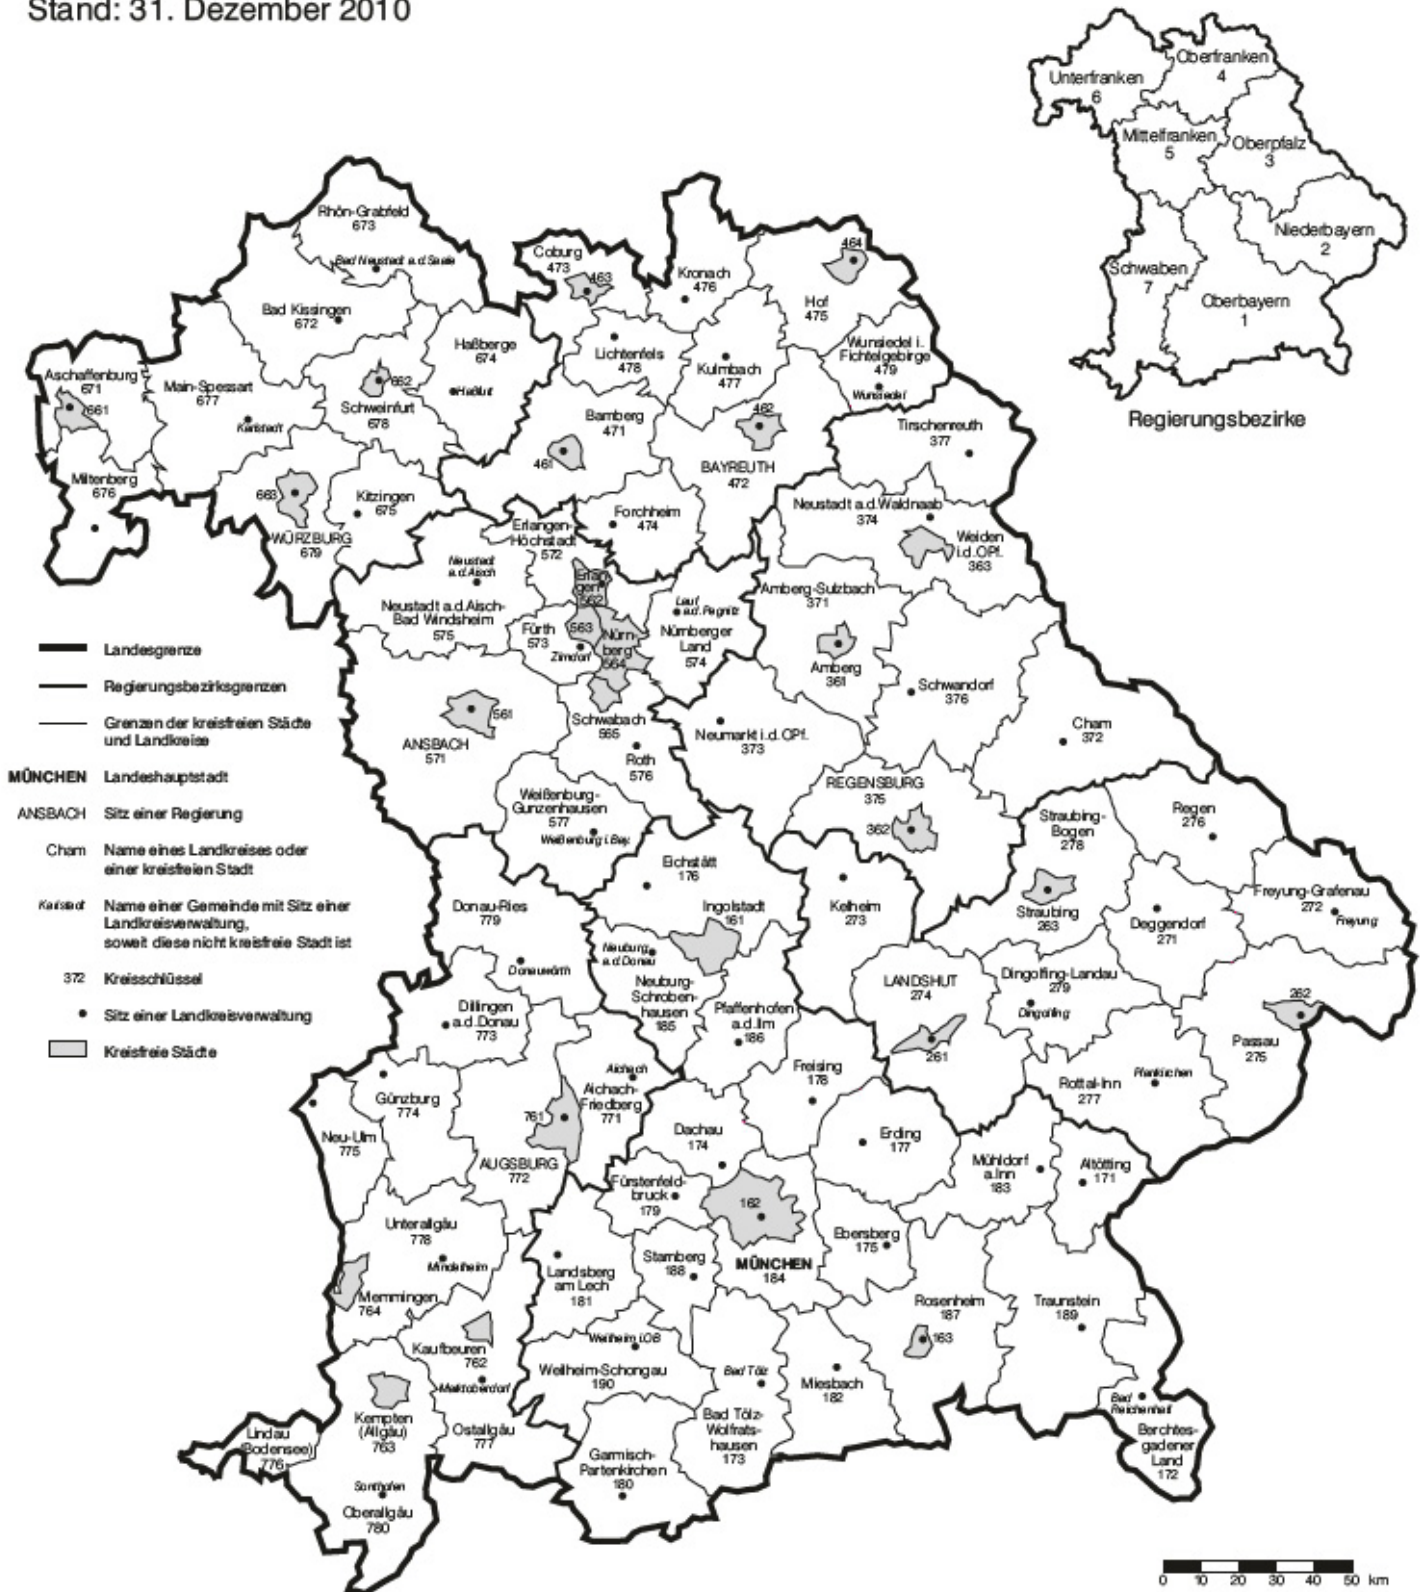 Stand: 31. Dezember 2010
Unterfranken
6
Oberfranken
4
Mittelfranken
5
Oberpfalz
3
Niederbayern
2
Schwaben
7
Oberbayern
1
Regierungsbezirke
Rhön-Grabfeld
673
Bad Neustadt a.d.Saale
Bad Kissingen
672
Haßberge
674
Haßfurt
Aschaffenburg
671
661
Main-Spessart
677
Karlstadt
662
Schweinfurt
678
Miltenberg
676
663
WÜRZBURG
679
Kitzingen
675
Coburg
473
463
Kronach
476
464
Hof
475
Lichtenfels
478
Kulmbach
477
Wunsiedel i.
Fichtelgebirge
479
Wunsiedel
Bamberg
471
461
462
BAYREUTH
472
Forchheim
474
Tirschenreuth
377
Neustadt a.d.Waldnaab
374
Weiden
i.d.OPf.
363
Erlangen-
Höchstadt
572
Neustadt
a.d.Aisch
Neustadt a.d.Aisch-
Bad Windsheim
575
Erlan-
gen
562
Fürth
573
563
Zirndorf
Nürn-
berg
564
Lauf
a.d.Pegnitz
Nürnberger
Land
574
Amberg-Sulzbach
371
Amberg
361
Schwandorf
376
Cham
372
561
ANSBACH
571
Schwabach
565
Roth
576
Neumarkt i.d.OPf.
373
Weißenburg-
Gunzenhausen
577
Weißenburg i.Bay.
REGENSBURG
375
362
Landesgrenze
Regierungsbezirksgrenzen
Grenzen der kreisfreien Städte
und Landkreise
MÜNCHEN Landeshauptstadt
ANSBACH Sitz einer Regierung
Cham Name eines Landkreises oder
einer kreisfreien Stadt
Karlstadt Name einer Gemeinde mit Sitz einer
Landkreisverwaltung,
soweit diese nicht kreisfreie Stadt ist
372 Kreisschlüssel
Sitz einer Landkreisverwaltung
Kreisfreie Städte
Straubing-
Bogen
278
Regen
276
Straubing
263
Deggendorf
271
Freyung-Grafenau
272
Freyung
Eichstätt
176
Ingolstadt
161
Kelheim
273
Donau-Ries
779
Donauwörth
Neuburg
a.d.Donau
Neuburg-
Schroben-
hausen
185
Pfaffenhofen
a.d.Ilm
186
LANDSHUT
274
261
Dingolfing-Landau
279
Dingolfing
262
Passau
275
Rottal-Inn
277
Pfarrkirchen
Dillingen
a.d.Donau
773
Günzburg
774
Neu-Ulm
775
761
AUGSBURG
772
Aichach
Aichach-
Friedberg
771
Freising
178
Dachau
174
Erding
177
Mühldorf
a.Inn
183
Altötting
171
Fürstenfeld-
bruck
179
162
MÜNCHEN
184
Ebersberg
175
Unterallgäu
778
Mindelheim
Memmingen
764
Landsberg
am Lech
181
Starnberg
188
Rosenheim
187
163
Traunstein
189
Kaufbeuren
762
Marktoberdorf
Weilheim i.OB
Weilheim-Schongau
190
Bad Tölz
Miesbach
182
Bad
Reichenhall
Kempten
(Allgäu)
763
Ostallgäu
777
Bad Tölz-
Wolfrats-
hausen
173
Berchtes-
gadener
Land
172
Lindau
(Bodensee)
776
Garmisch-
Partenkirchen
180
Sonthofen
Oberallgäu
780
0 10 20 30 40 50 km